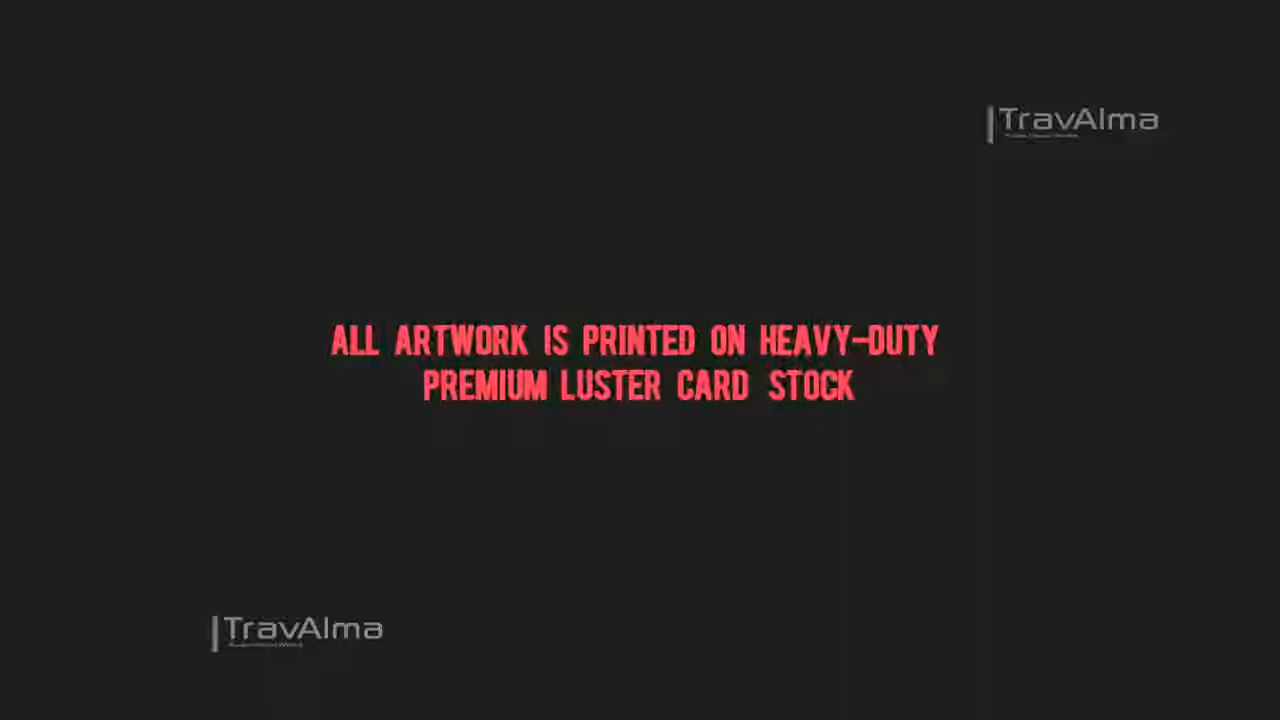 TravAlma
ALL ARTWORK IS PRINTED ON HEAVY-DUTY
PREMIUM LUSTER CARD STOCK
TravAlma